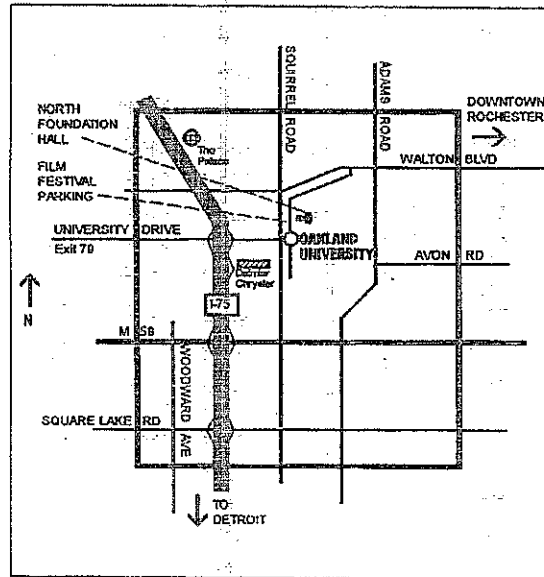 SQUIRREL ROAD
ADAMS ROAD
NORTH
FOUNDATION
HALL
The
Palace
DOWNTOWN
ROCHESTER
FILM
FESTIVAL
PARKING
WALTON BLVD
UNIVERSITY DRIVE
Exit 79
OAKLAND
UNIVERSITY
AVON RD
Daimler
Chrysler
N
I-75
M 59
WOODWARD AVE
SQUARE LAKE RD
TO
DETROIT